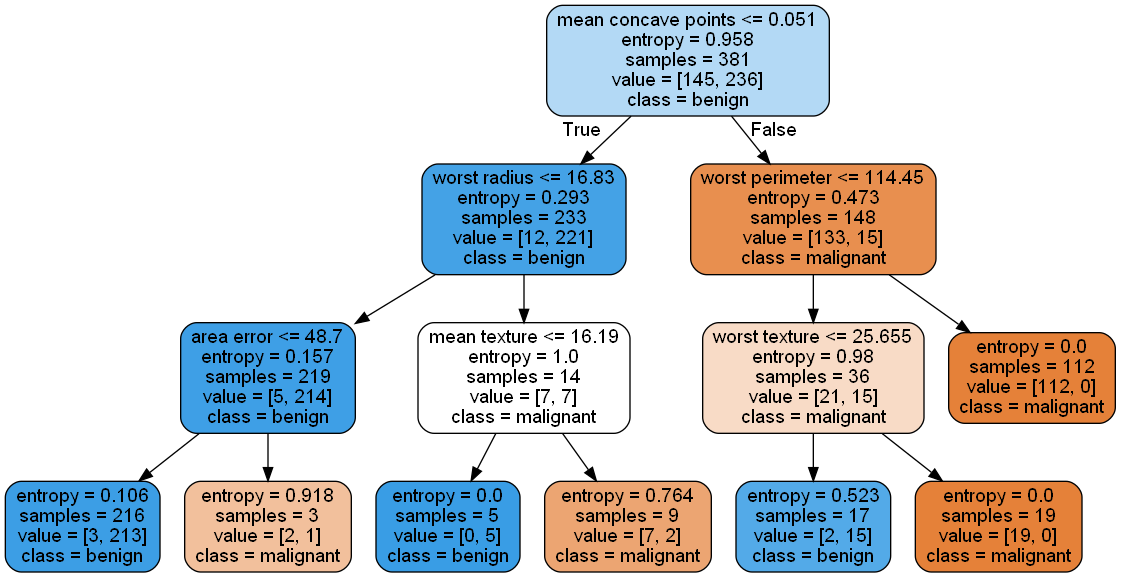 mean concave points <= 0.051
entropy = 0.958
samples = 381
value = [145, 236]
class = benign
True
False
worst radius <= 16.83
entropy = 0.293
samples = 233
value = [12, 221]
class = benign
worst perimeter <= 114.45
entropy = 0.473
samples = 148
value = [133, 15]
class = malignant
area error <= 48.7
entropy = 0.157
samples = 219
value = [5, 214]
class = benign
mean texture <= 16.19
entropy = 1.0
samples = 14
value = [7, 7]
class = malignant
worst texture <= 25.655
entropy = 0.98
samples = 36
value = [21, 15]
class = malignant
entropy = 0.0
samples = 112
value = [112, 0]
class = malignant
entropy = 0.106
samples = 216
value = [3, 213]
class = benign
entropy = 0.918
samples = 3
value = [2, 1]
class = malignant
entropy = 0.0
samples = 5
value = [0, 5]
class = benign
entropy = 0.764
samples = 9
value = [7, 2]
class = malignant
entropy = 0.523
samples = 17
value = [2, 15]
class = benign
entropy = 0.0
samples = 19
value = [19, 0]
class = malignant